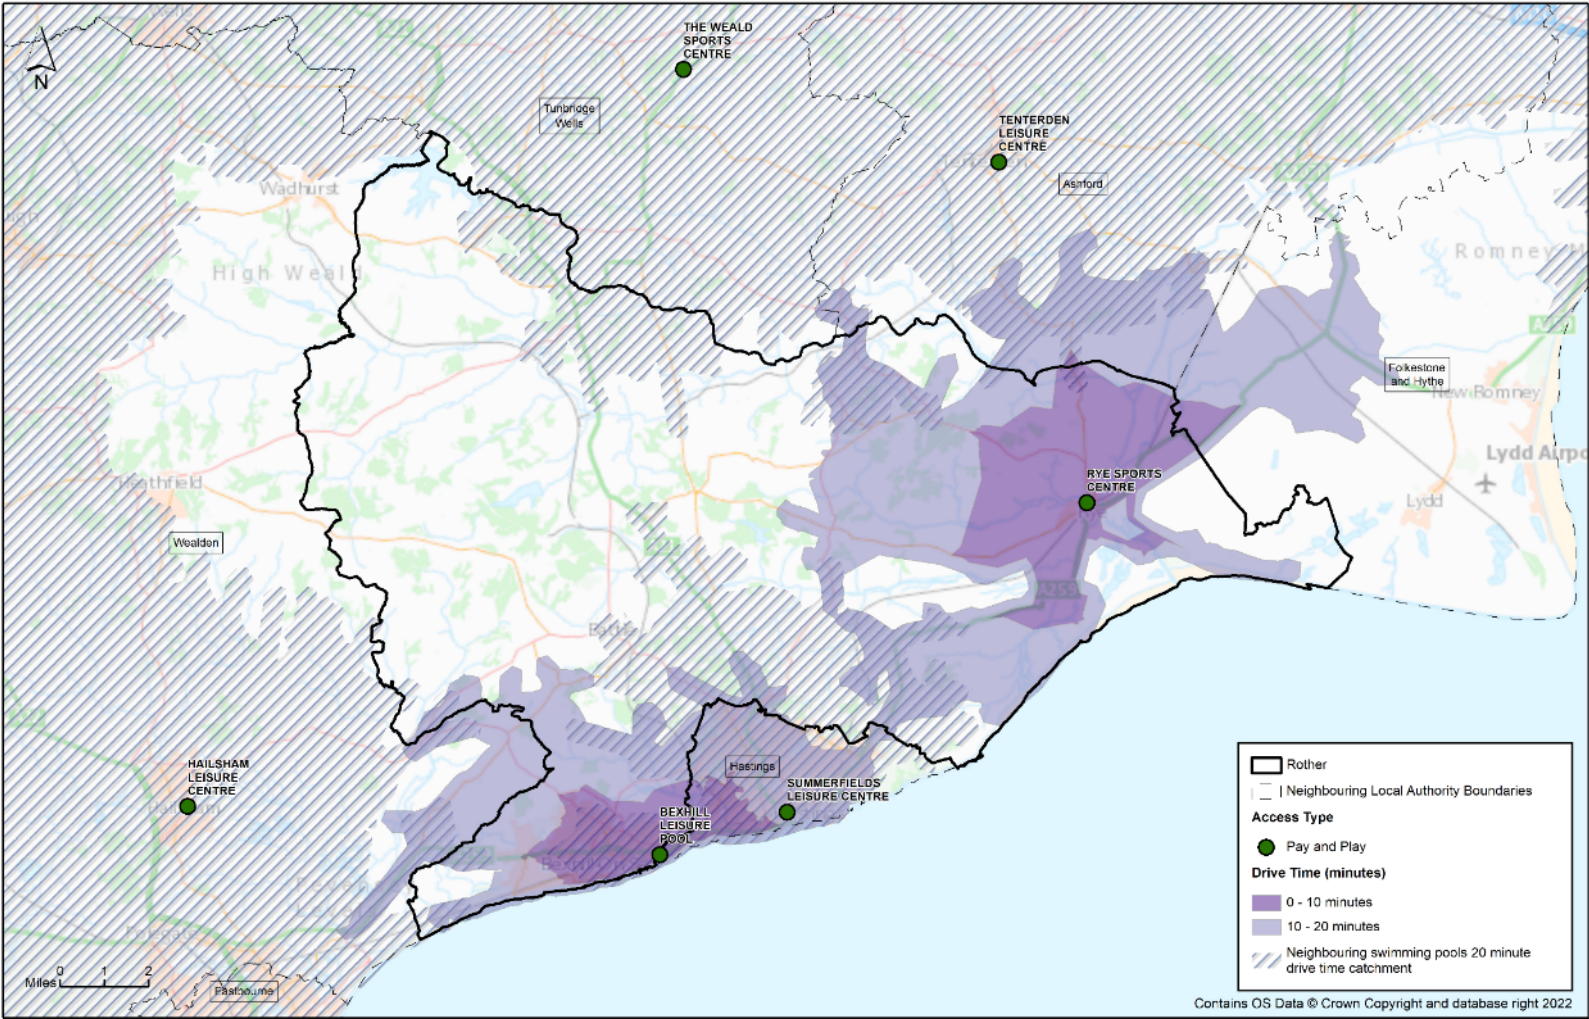 THE WEALD
SPORTS
CENTRE
N
Tunbridge
Wells
TENTERDEN
LEISURE
CENTRE
Ashford
Wadhurst
High Weald
Romney M
Folkestone
and Hythe
New Romney
Lydd Airpo
Lydd
RYE SPORTS
CENTRE
Heathfield
Wealden
A259
Battle
HAILSHAM
LEISURE
CENTRE
Hailsham
Hastings
SUMMERFIELDS
LEISURE CENTRE
BEXHILL
LEISURE
POOL
Polegate
Eastbourne
Miles
0 1 2
Rother
Neighbouring Local Authority Boundaries
Access Type
Pay and Play
Drive Time (minutes)
0 - 10 minutes
10 - 20 minutes
Neighbouring swimming pools 20 minute
drive time catchment
Contains OS Data © Crown Copyright and database right 2022